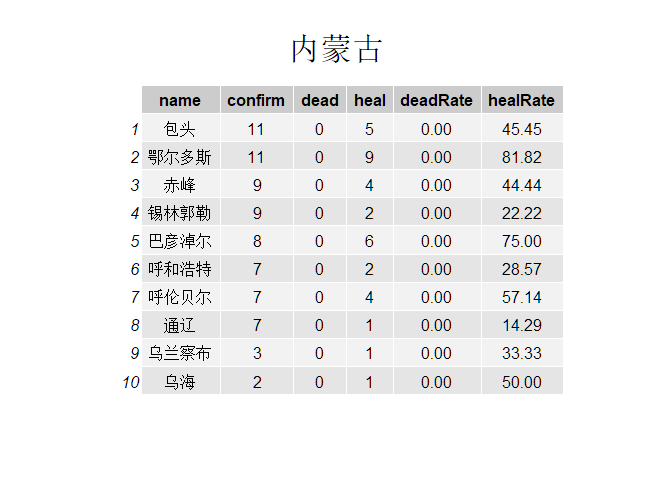 内蒙古
name confirm dead heal deadRate healRate
1 包头 11 0 5 0.00 45.45
2 鄂尔多斯 11 0 9 0.00 81.82
3 赤峰 9 0 4 0.00 44.44
4 锡林郭勒 9 0 2 0.00 22.22
5 巴彦淖尔 8 0 6 0.00 75.00
6 呼和浩特 7 0 2 0.00 28.57
7 呼伦贝尔 7 0 4 0.00 57.14
8 通辽 7 0 1 0.00 14.29
9 乌兰察布 3 0 1 0.00 33.33
10 乌海 2 0 1 0.00 50.00